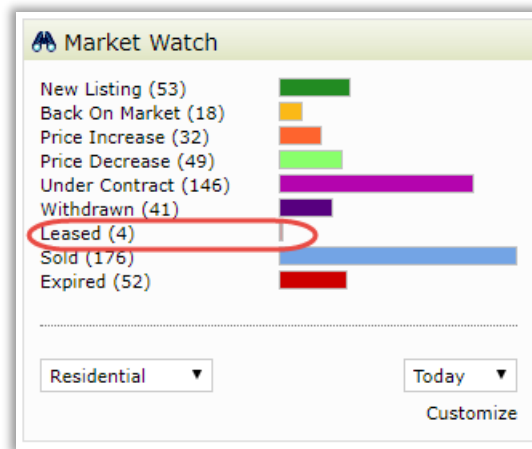 Market Watch
New Listing (53)
Back On Market (18)
Price Increase (32)
Price Decrease (49)
Under Contract (146)
Withdrawn (41)
Leased (4)
Sold (176)
Expired (52)
Residential Today
Customize